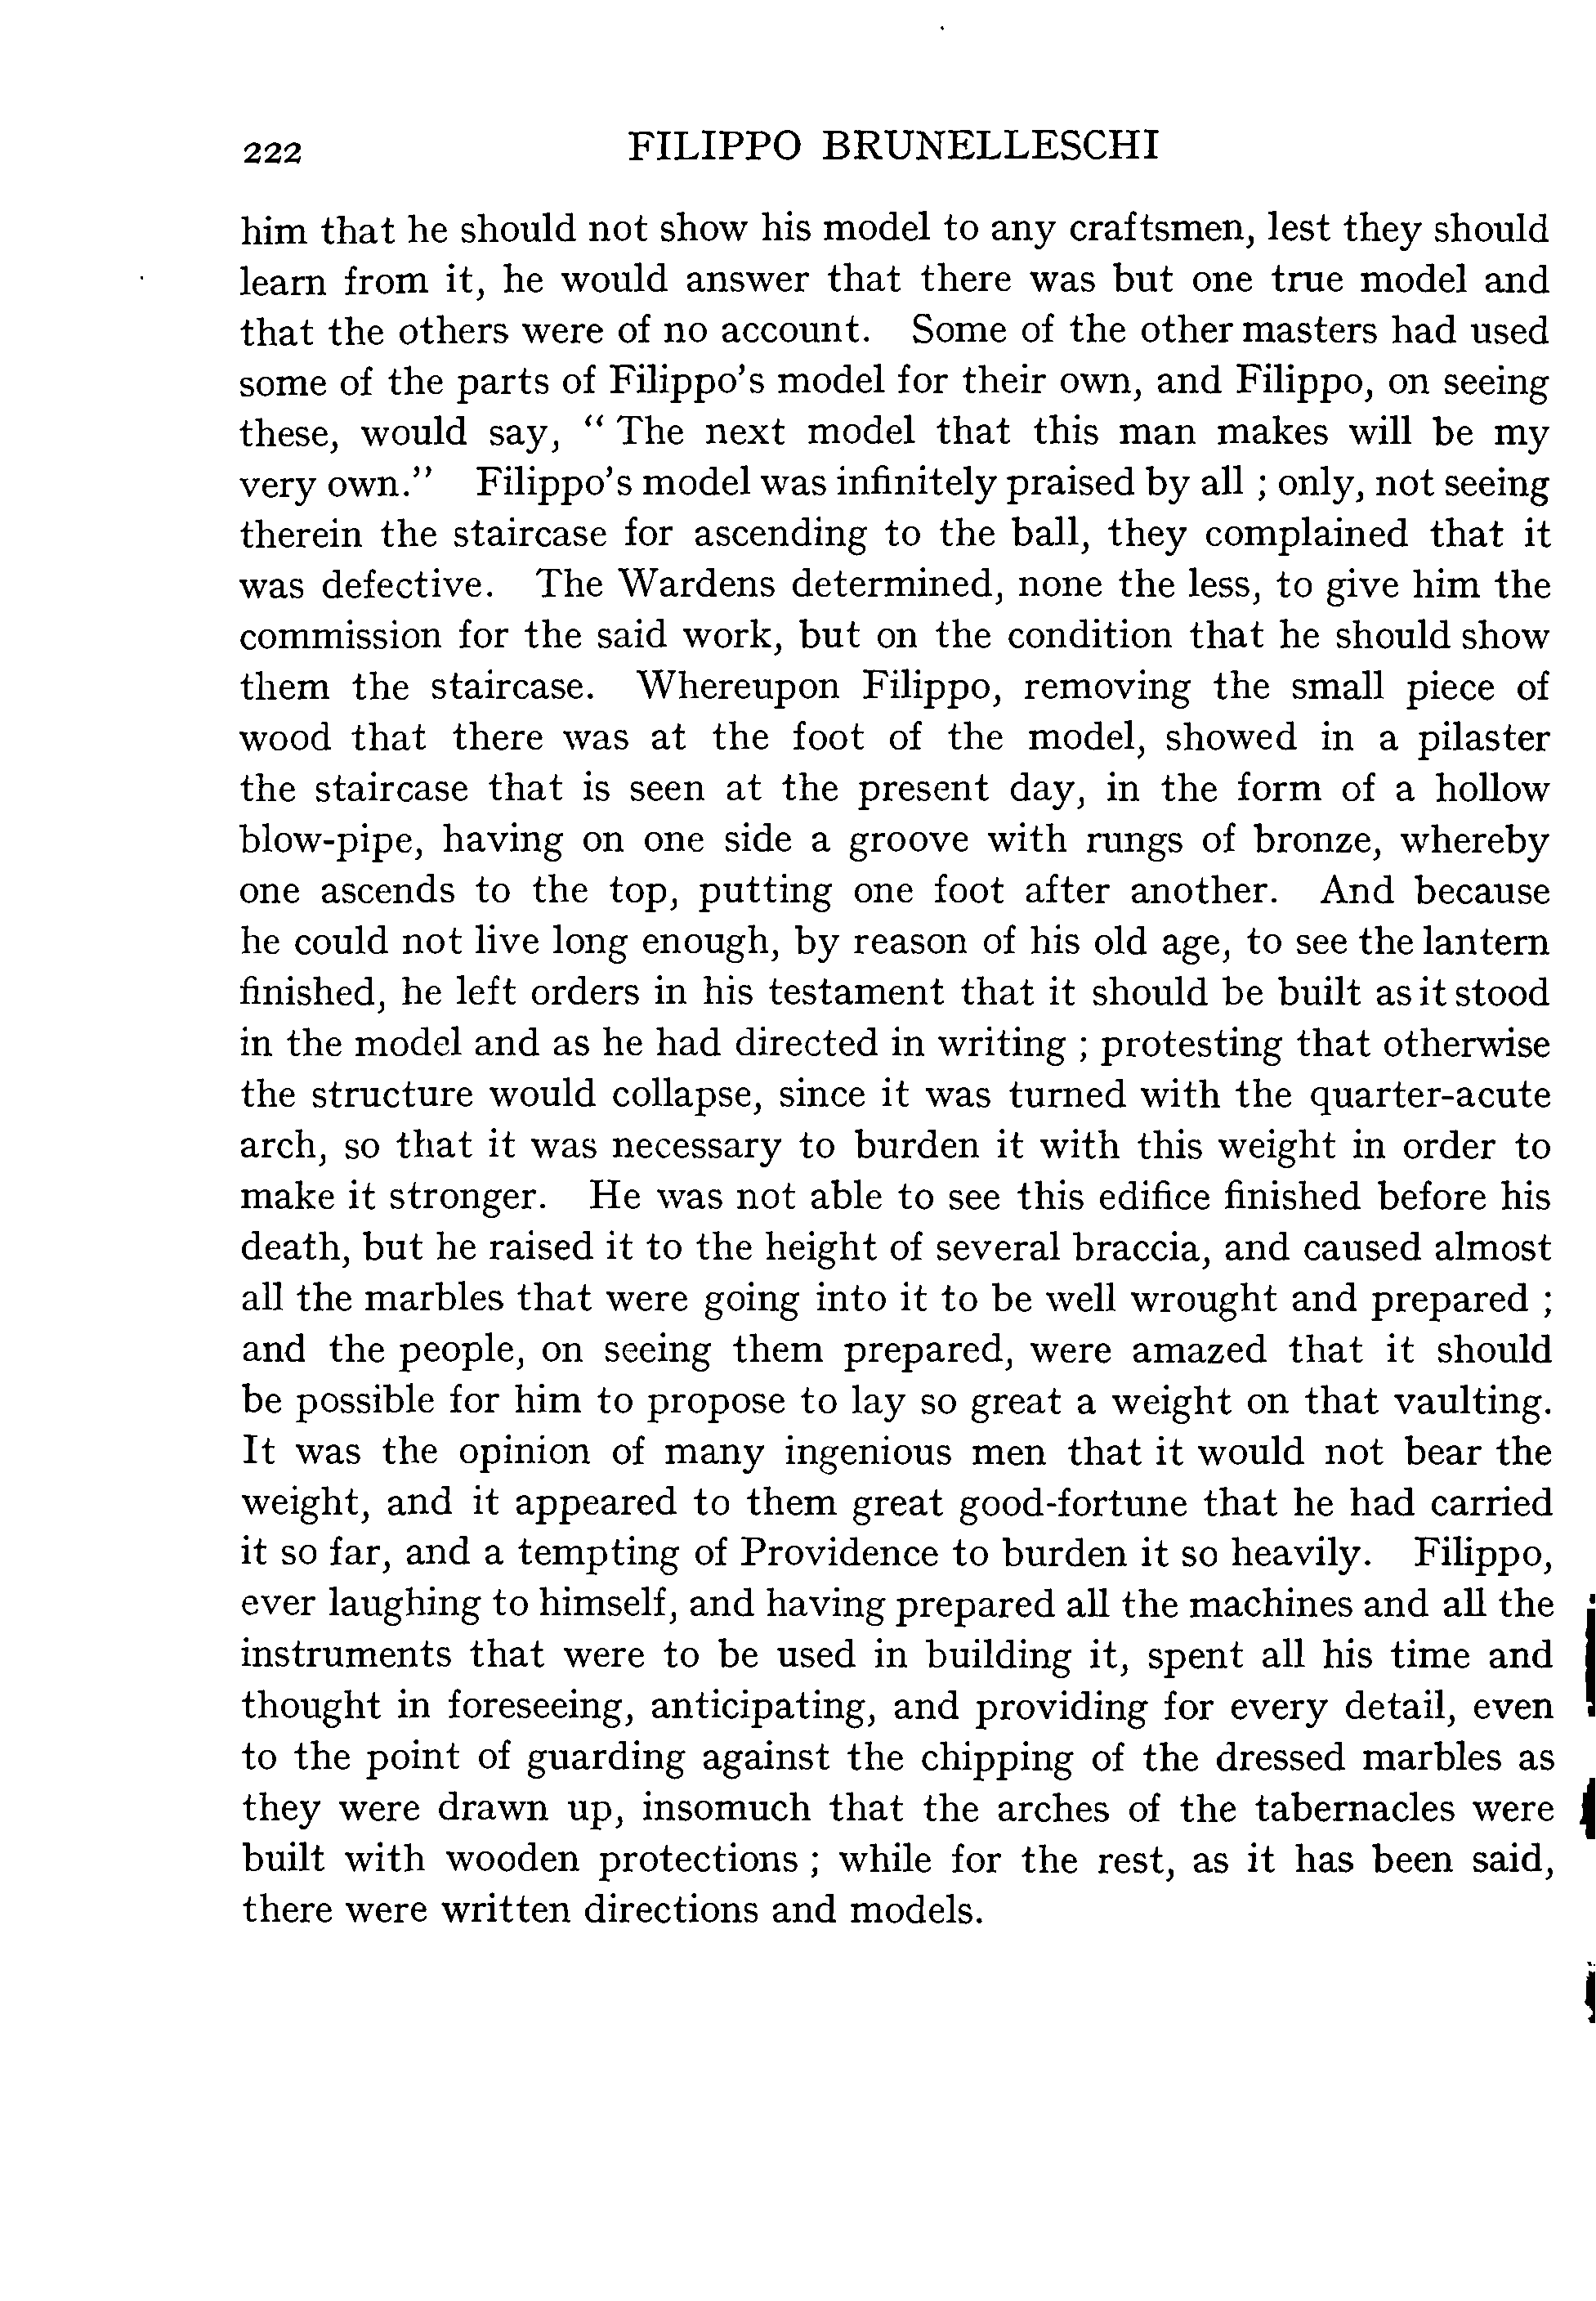 222 FILIPPO BRUNELLESCHI
him that he should not show his model to any craftsmen, lest they should
learn from it, he would answer that there was but one true model and
that the others were of no account. Some of the other masters had used
some of the parts of Filippo's model for their own, and Filippo, on seeing
these, would say, “ The next model that this man makes will be my
very own.” Filippo's model was infinitely praised by all ; only, not seeing
therein the staircase for ascending to the ball, they complained that it
was defective. The Wardens determined, none the less, to give him the
commission for the said work, but on the condition that he should show
them the staircase. Whereupon Filippo, removing the small piece of
wood that there was at the foot of the model, showed in a pilaster
the staircase that is seen at the present day, in the form of a hollow
blow-pipe, having on one side a groove with rungs of bronze, whereby
one ascends to the top, putting one foot after another. And because
he could not live long enough, by reason of his old age, to see the lantern
finished, he left orders in his testament that it should be built as it stood
in the model and as he had directed in writing ; protesting that otherwise
the structure would collapse, since it was turned with the quarter-acute
arch, so that it was necessary to burden it with this weight in order to
make it stronger. He was not able to see this edifice finished before his
death, but he raised it to the height of several braccia, and caused almost
all the marbles that were going into it to be well wrought and prepared ;
and the people, on seeing them prepared, were amazed that it should
be possible for him to propose to lay so great a weight on that vaulting.
It was the opinion of many ingenious men that it would not bear the
weight, and it appeared to them great good-fortune that he had carried
it so far, and a tempting of Providence to burden it so heavily. Filippo,
ever laughing to himself, and having prepared all the machines and all the
instruments that were to be used in building it, spent all his time and
thought in foreseeing, anticipating, and providing for every detail, even
to the point of guarding against the chipping of the dressed marbles as
they were drawn up, insomuch that the arches of the tabernacles were
built with wooden protections ; while for the rest, as it has been said,
there were written directions and models.